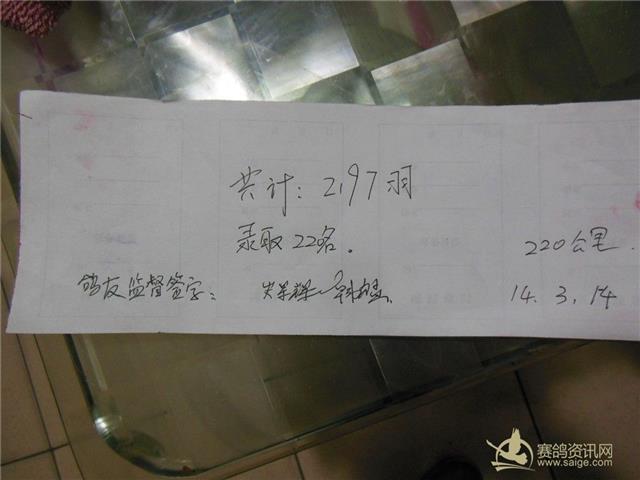 共计: 2197羽
录取22名.
220公里.
鸽友监督签字:
14.3.14
赛鸽资讯网
www.saige.com